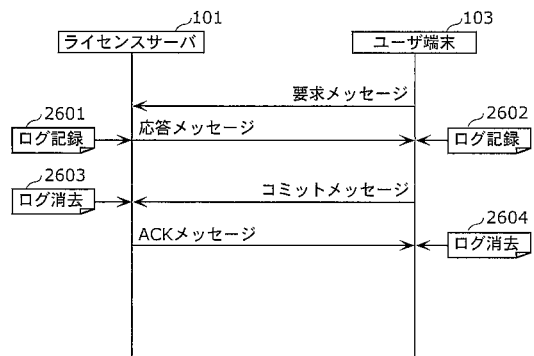 101
103
ライセンスサーバ
ユーザ端末
要求メッセージ
2601
2602
ログ記録
応答メッセージ
ログ記録
2603
ログ消去
コミットメッセージ
2604
ACKメッセージ
ログ消去